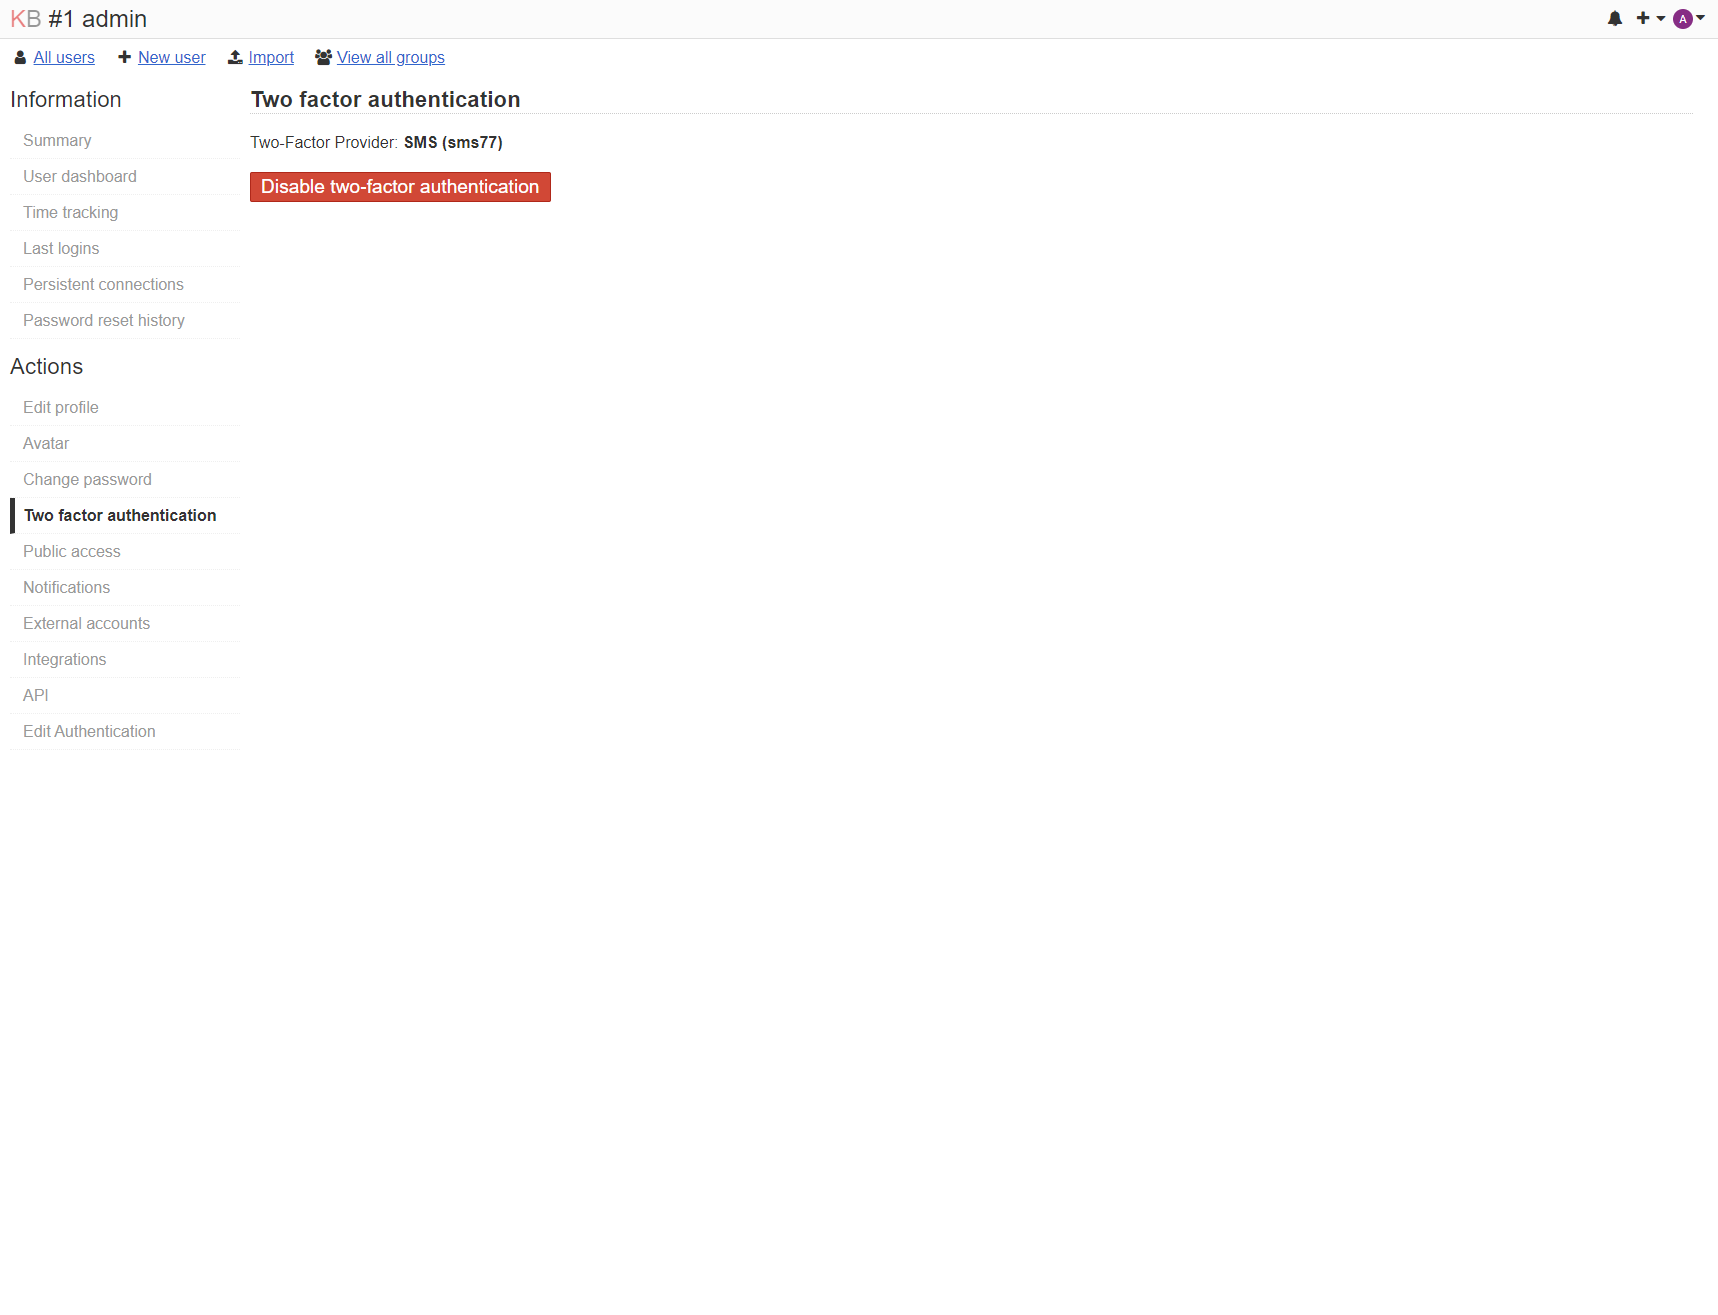 KB #1 admin
A
All users New user Import View all groups
Information
Summary
User dashboard
Time tracking
Last logins
Persistent connections
Password reset history
Actions
Edit profile
Avatar
Change password
Two factor authentication
Public access
Notifications
External accounts
Integrations
API
Edit Authentication
Two factor authentication
Two-Factor Provider: SMS (sms77)
Disable two-factor authentication